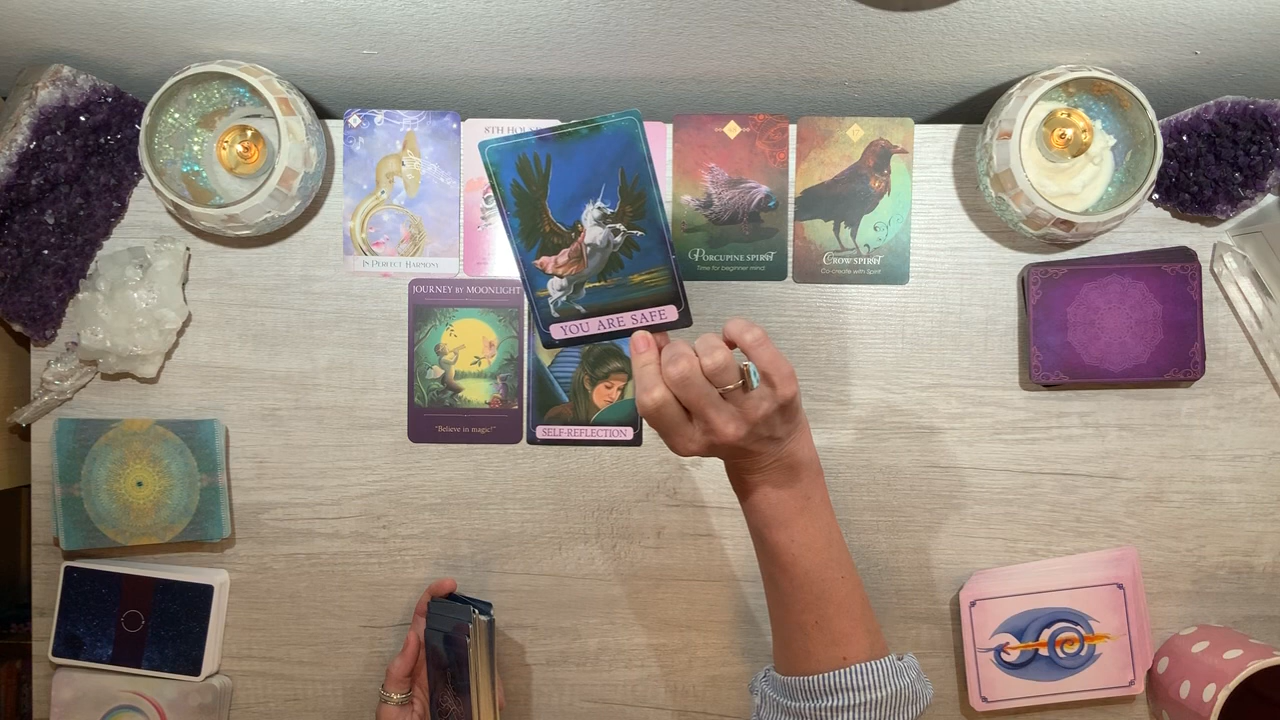 IN PERFECT HARMONY
8TH HOUSE
YOU ARE SAFE
PORCUPINE SPIRIT
Time for beginner mind
17
CROW SPIRIT
Co-create with Spirit
JOURNEY BY MOONLIGHT
"Believe in magic!"
SELF-REFLECTION